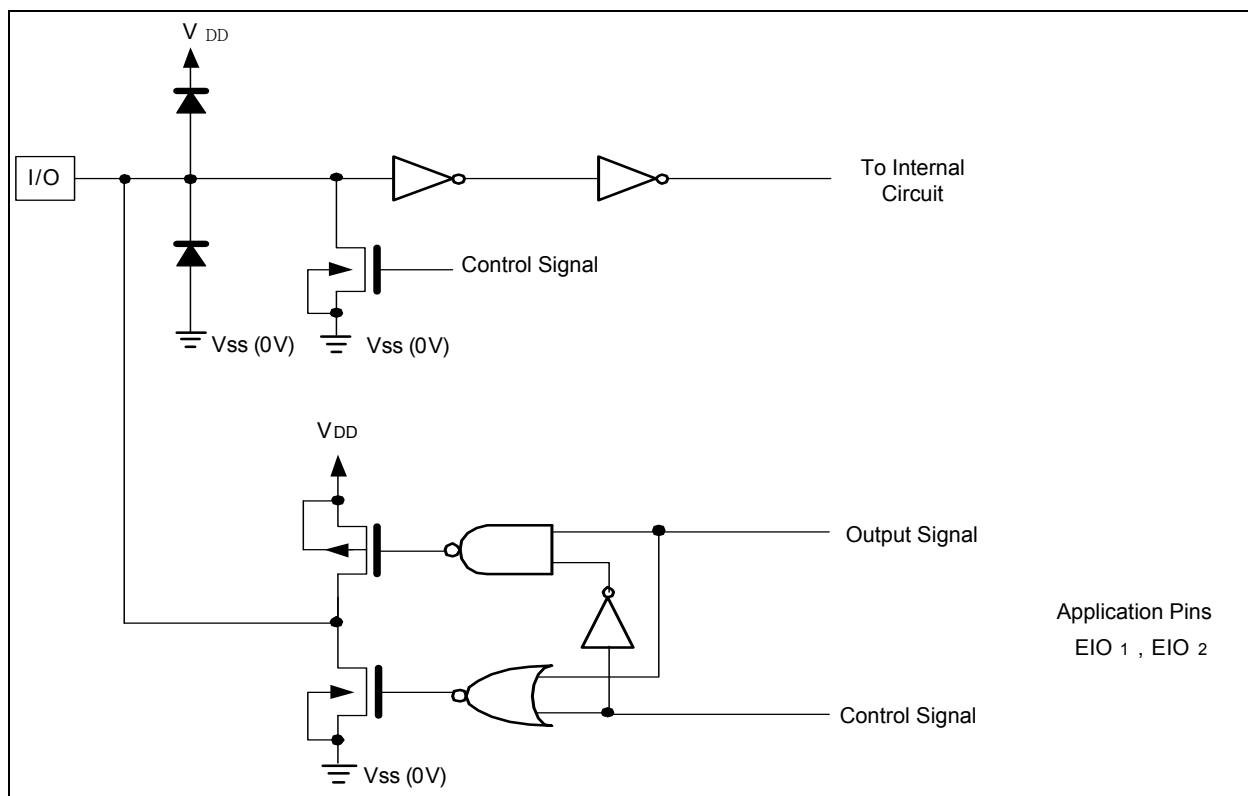 V DD
I/O
To Internal
Circuit
Control Signal
Vss (0V)
Vss (0V)
VDD
Output Signal
Application Pins
EIO 1 , EIO 2
Control Signal
Vss (0V)